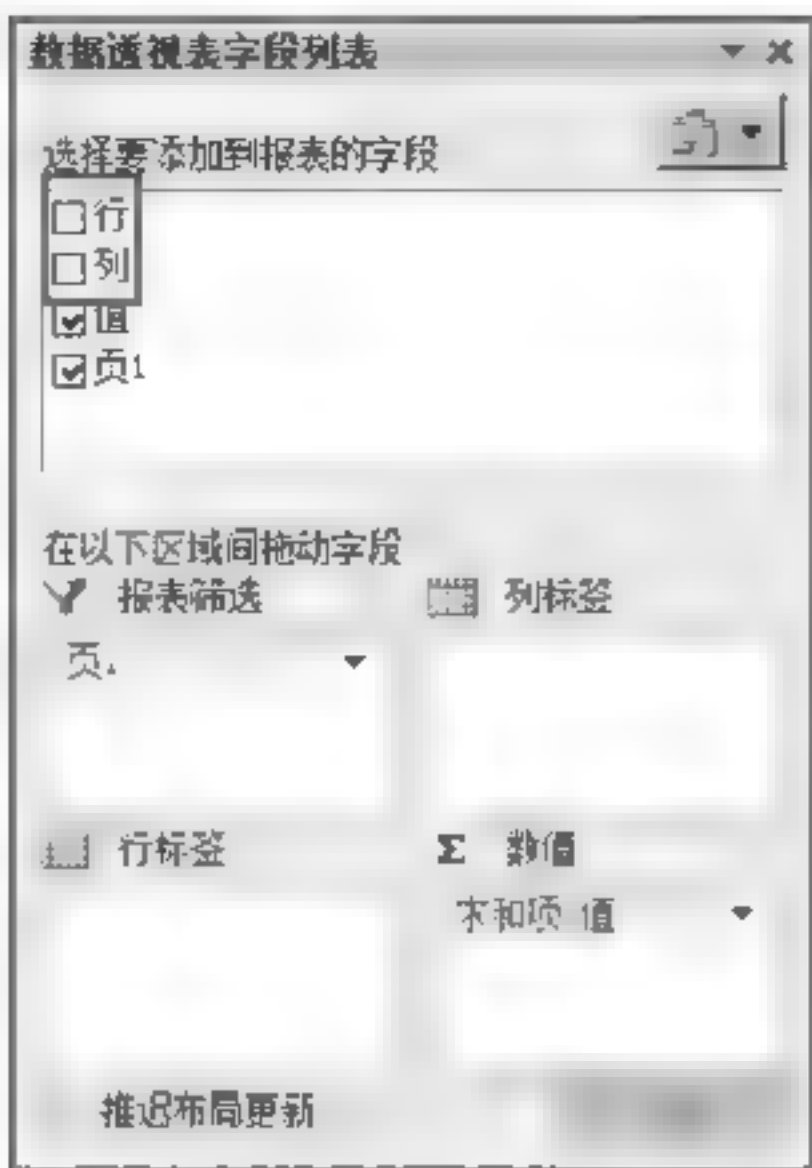 数据透视表字段列表
选择要添加到报表的字段
行
列
值
页1
在以下区域间拖动字段
报表筛选
列标签
页1
行标签
Σ 数值
求和项 值
推迟布局更新